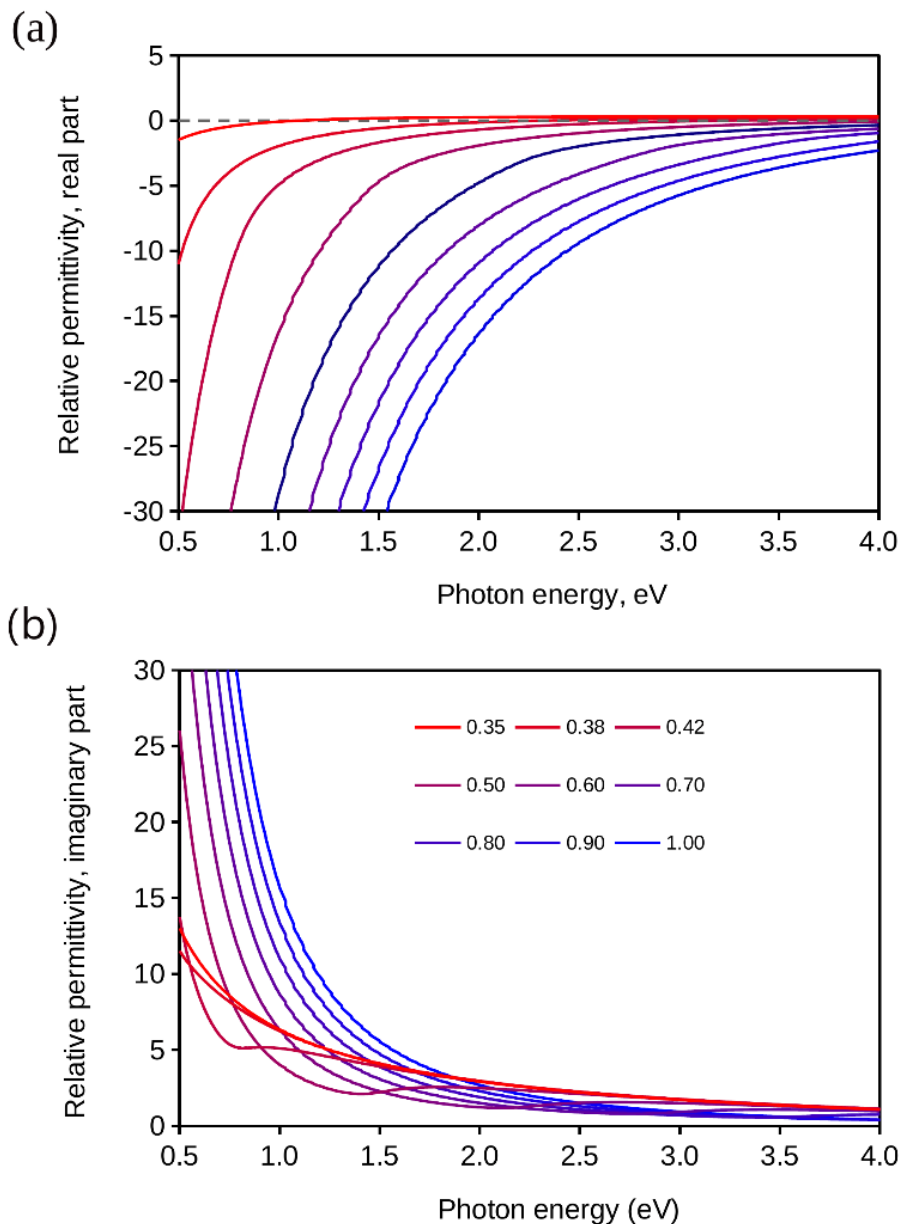 (a)
Relative permittivity, real part
5
0
-5
-10
-15
-20
-25
-30
0.5 1.0 1.5 2.0 2.5 3.0 3.5 4.0
Photon energy, eV
(b)
Relative permittivity, imaginary part
30
25
20
15
10
5
0
0.35 0.38 0.42
0.50 0.60 0.70
0.80 0.90 1.00
0.5 1.0 1.5 2.0 2.5 3.0 3.5 4.0
Photon energy (eV)